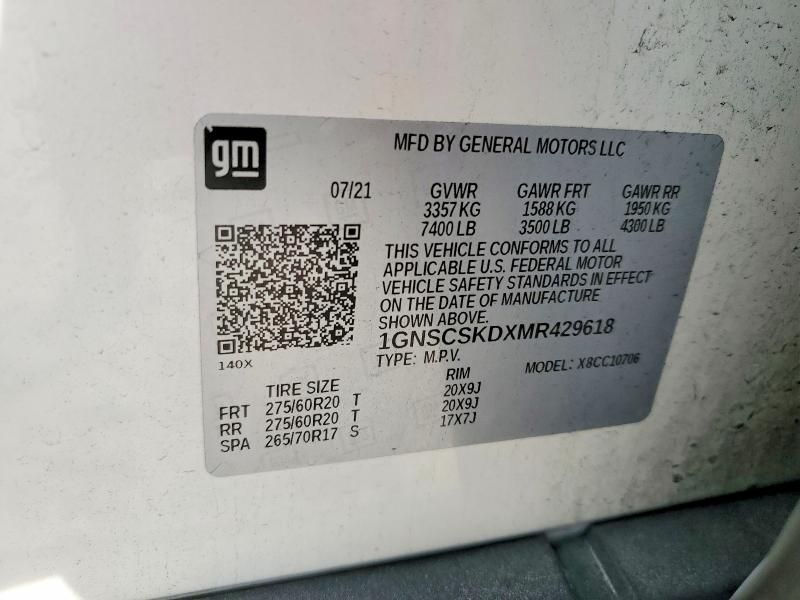 gm
MFD BY GENERAL MOTORS LLC
07/21 GVWR GAWR FRT GAWR RR
3357 KG 1588 KG 1950 KG
7400 LB 3500 LB 4300 LB
THIS VEHICLE CONFORMS TO ALL
APPLICABLE U.S. FEDERAL MOTOR
VEHICLE SAFETY STANDARDS IN EFFECT
ON THE DATE OF MANUFACTURE
SHOWN ABOVE.
1GNSCSKDXMR429618
140X
TYPE: M.P.V. MODEL: X8CC10706
TIRE SIZE RIM
FRT 275/60R20 T 20X9J
RR 275/60R20 T 20X9J
SPA 265/70R17 S 17X7J